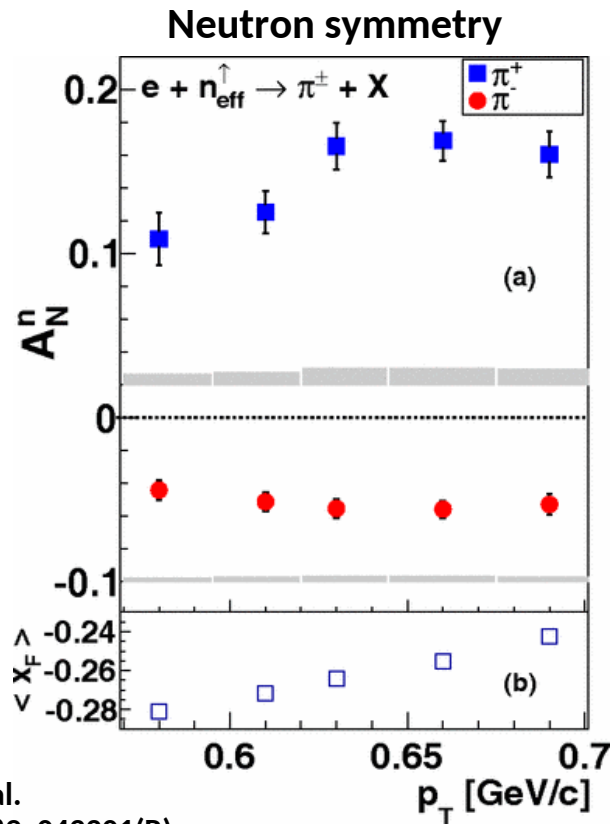 Neutron symmetry
e + n↑eff → π± + X
π+
π-
0.2
0.1
0
-0.1
(a)
AnN
-0.24
-0.26
-0.28
< xF >
(b)
0.6 0.65 0.7
pT [GeV/c]
al.